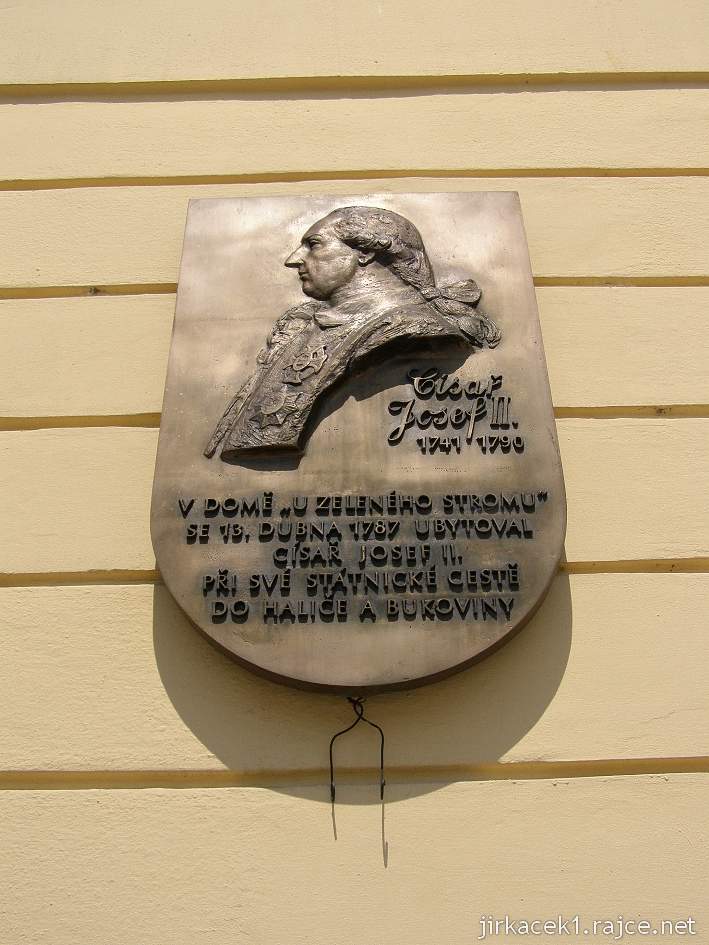 Císař
Josef II.
1741 1790
V DOMĚ „U ZELENÉHO STROMU“
SE 13. DUBNA 1787 UBYTOVAL
CÍSAŘ JOSEF II.
PŘI SVÉ STÁTNICKÉ CESTĚ
DO HALIČE A BUKOVINY
jirkacek1.rajce.net